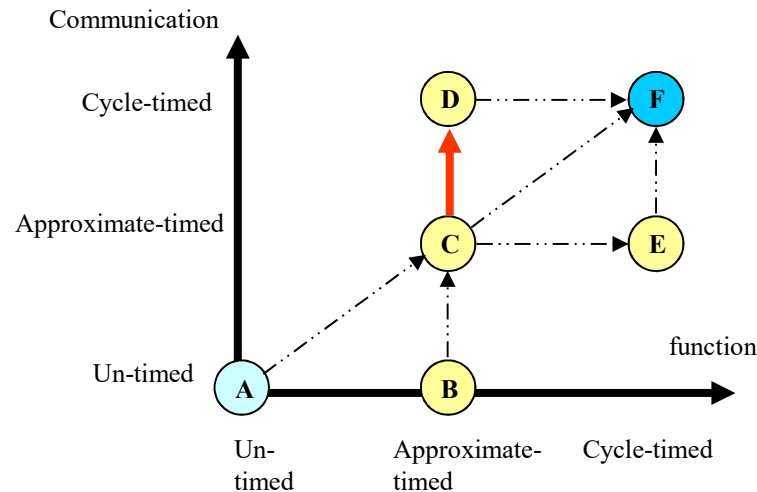 Communication
Cycle-timed
D
F
Approximate-timed
C
E
function
Un-timed
A
B
Un-
timed
Approximate-
timed
Cycle-timed